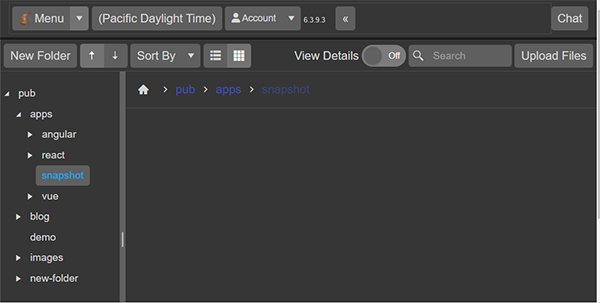 Menu (Pacific Daylight Time) Account 6.3.9.3 « Chat
New Folder Sort By View Details Off Search Upload Files
pub
apps
angular
react
snapshot
vue
blog
demo
images
new-folder
pub apps snapshot